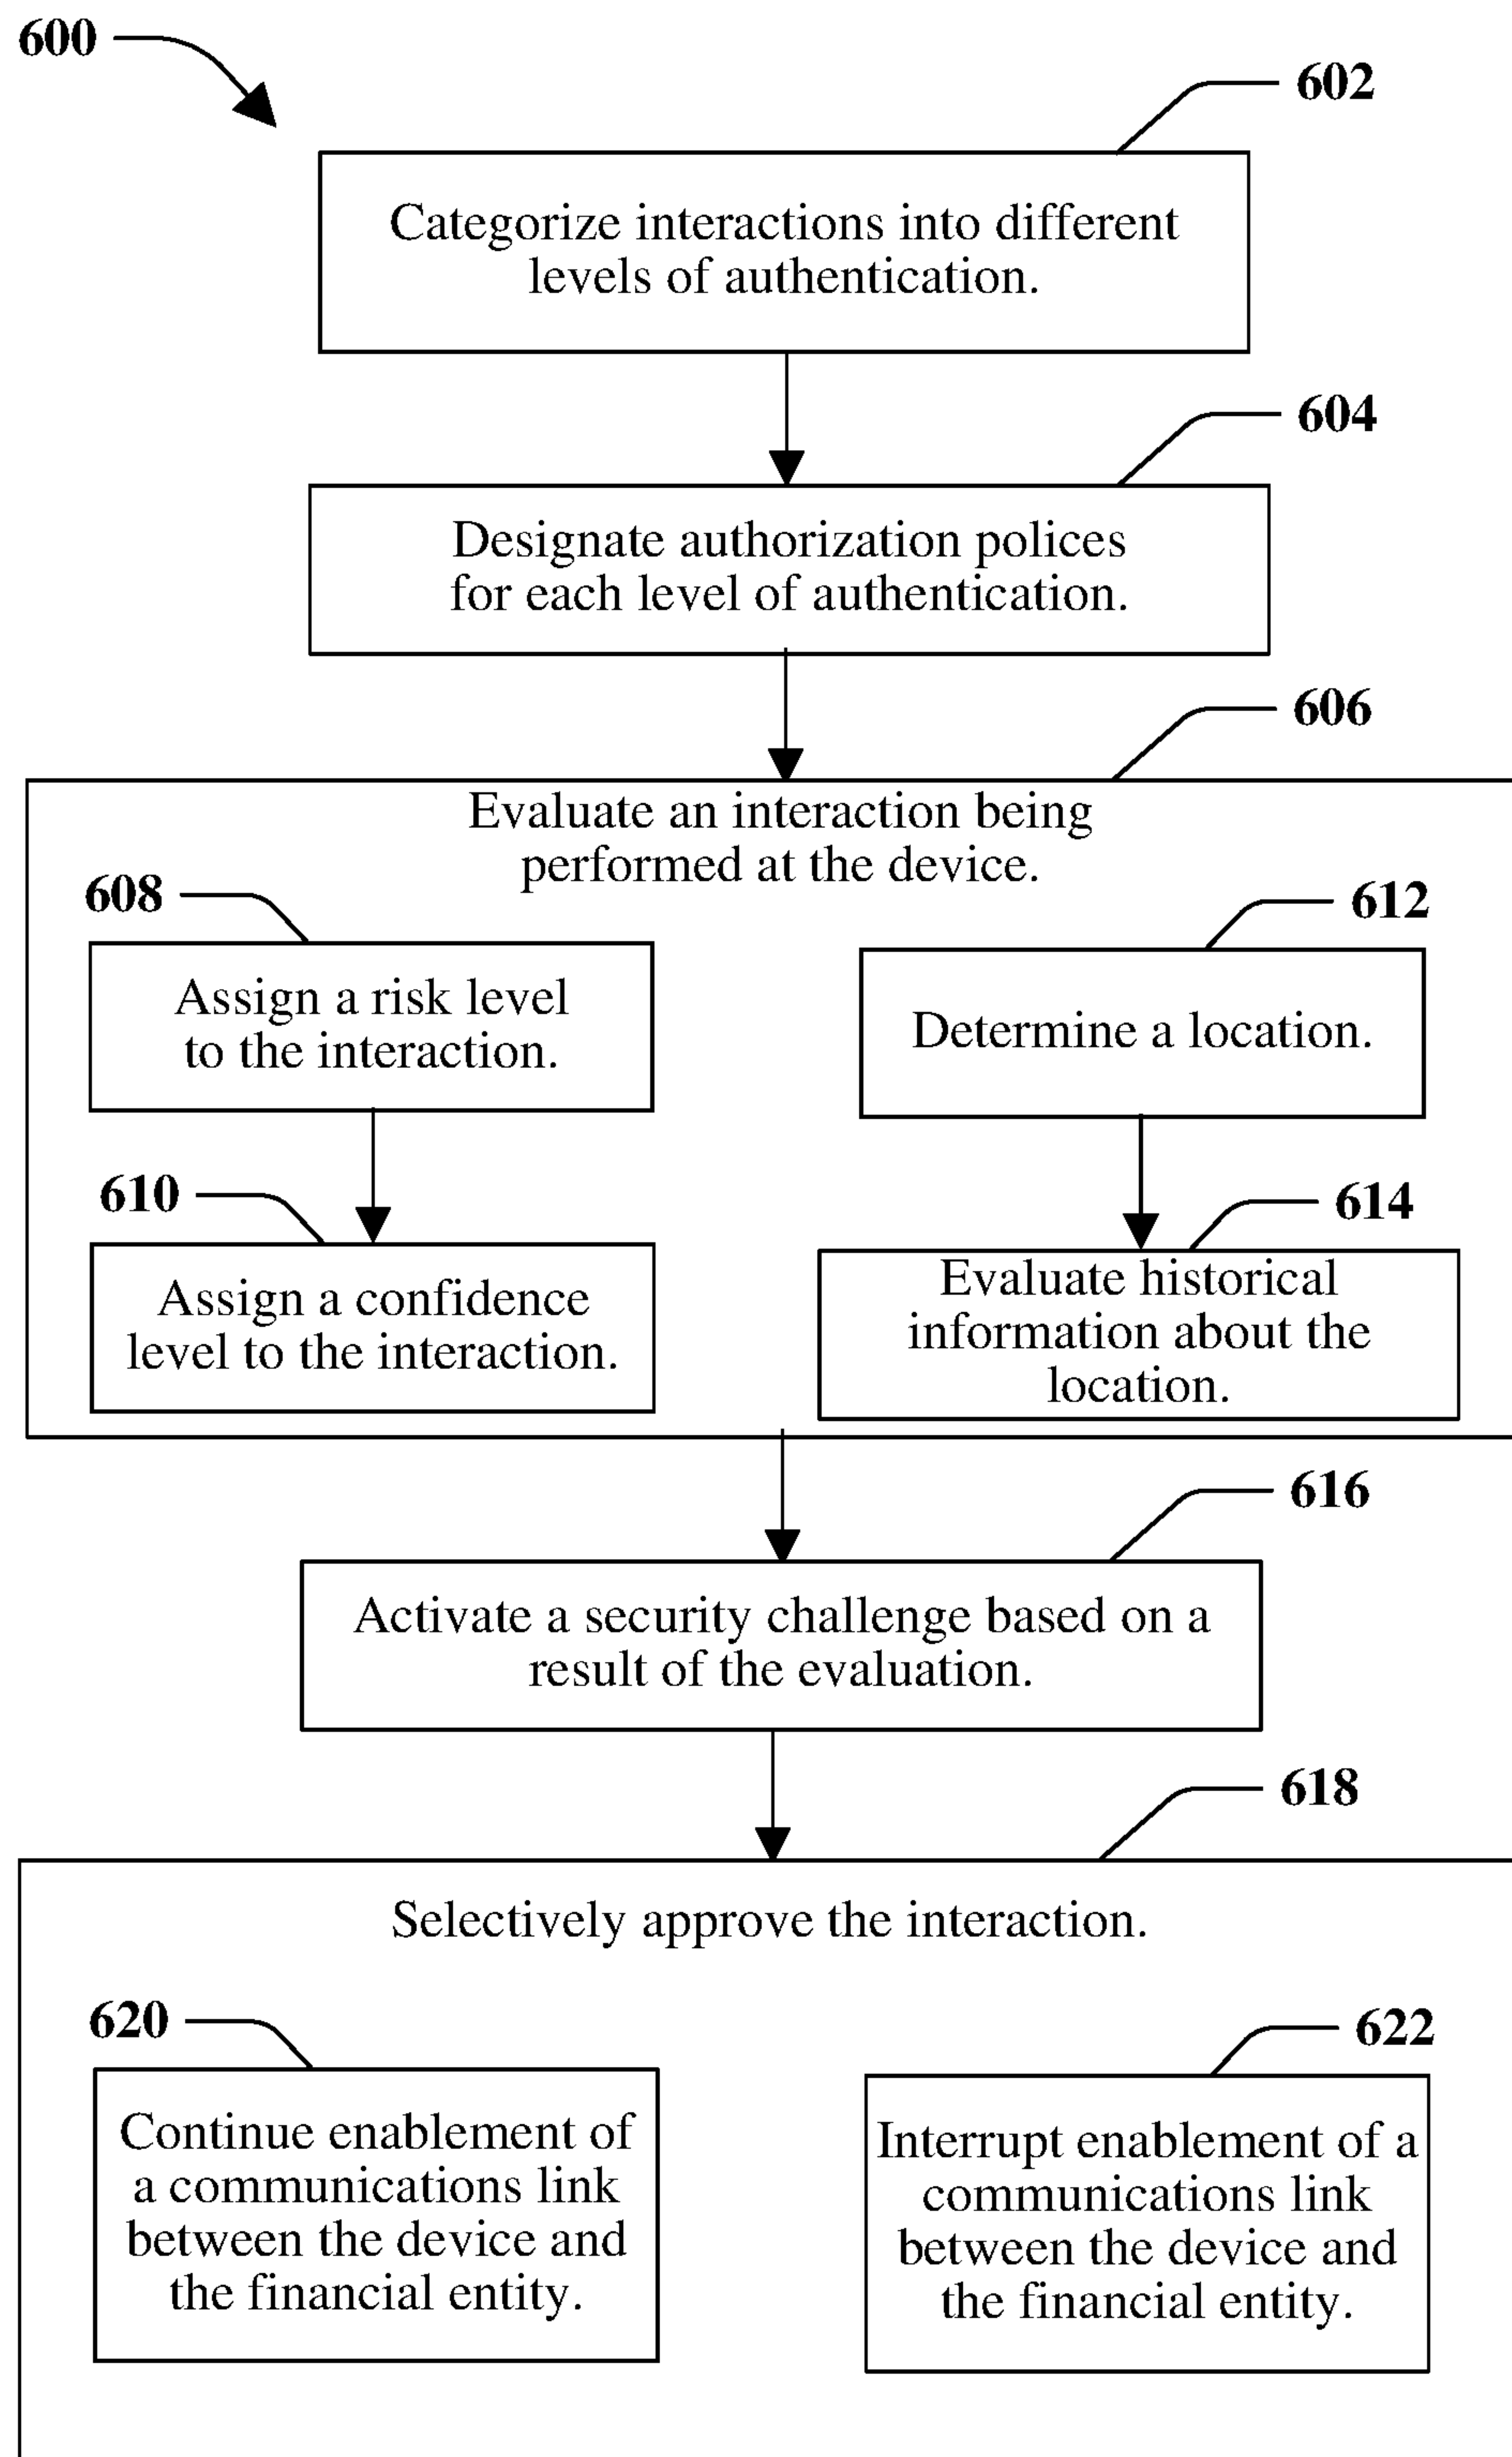 600
602
Categorize interactions into different
levels of authentication.
604
Designate authorization polices
for each level of authentication.
606
Evaluate an interaction being
performed at the device.
608
Assign a risk level
to the interaction.
610
Assign a confidence
level to the interaction.
612
Determine a location.
614
Evaluate historical
information about the
location.
616
Activate a security challenge based on a
result of the evaluation.
618
Selectively approve the interaction.
620
Continue enablement of
a communications link
between the device and
the financial entity.
622
Interrupt enablement of a
communications link
between the device and
the financial entity.